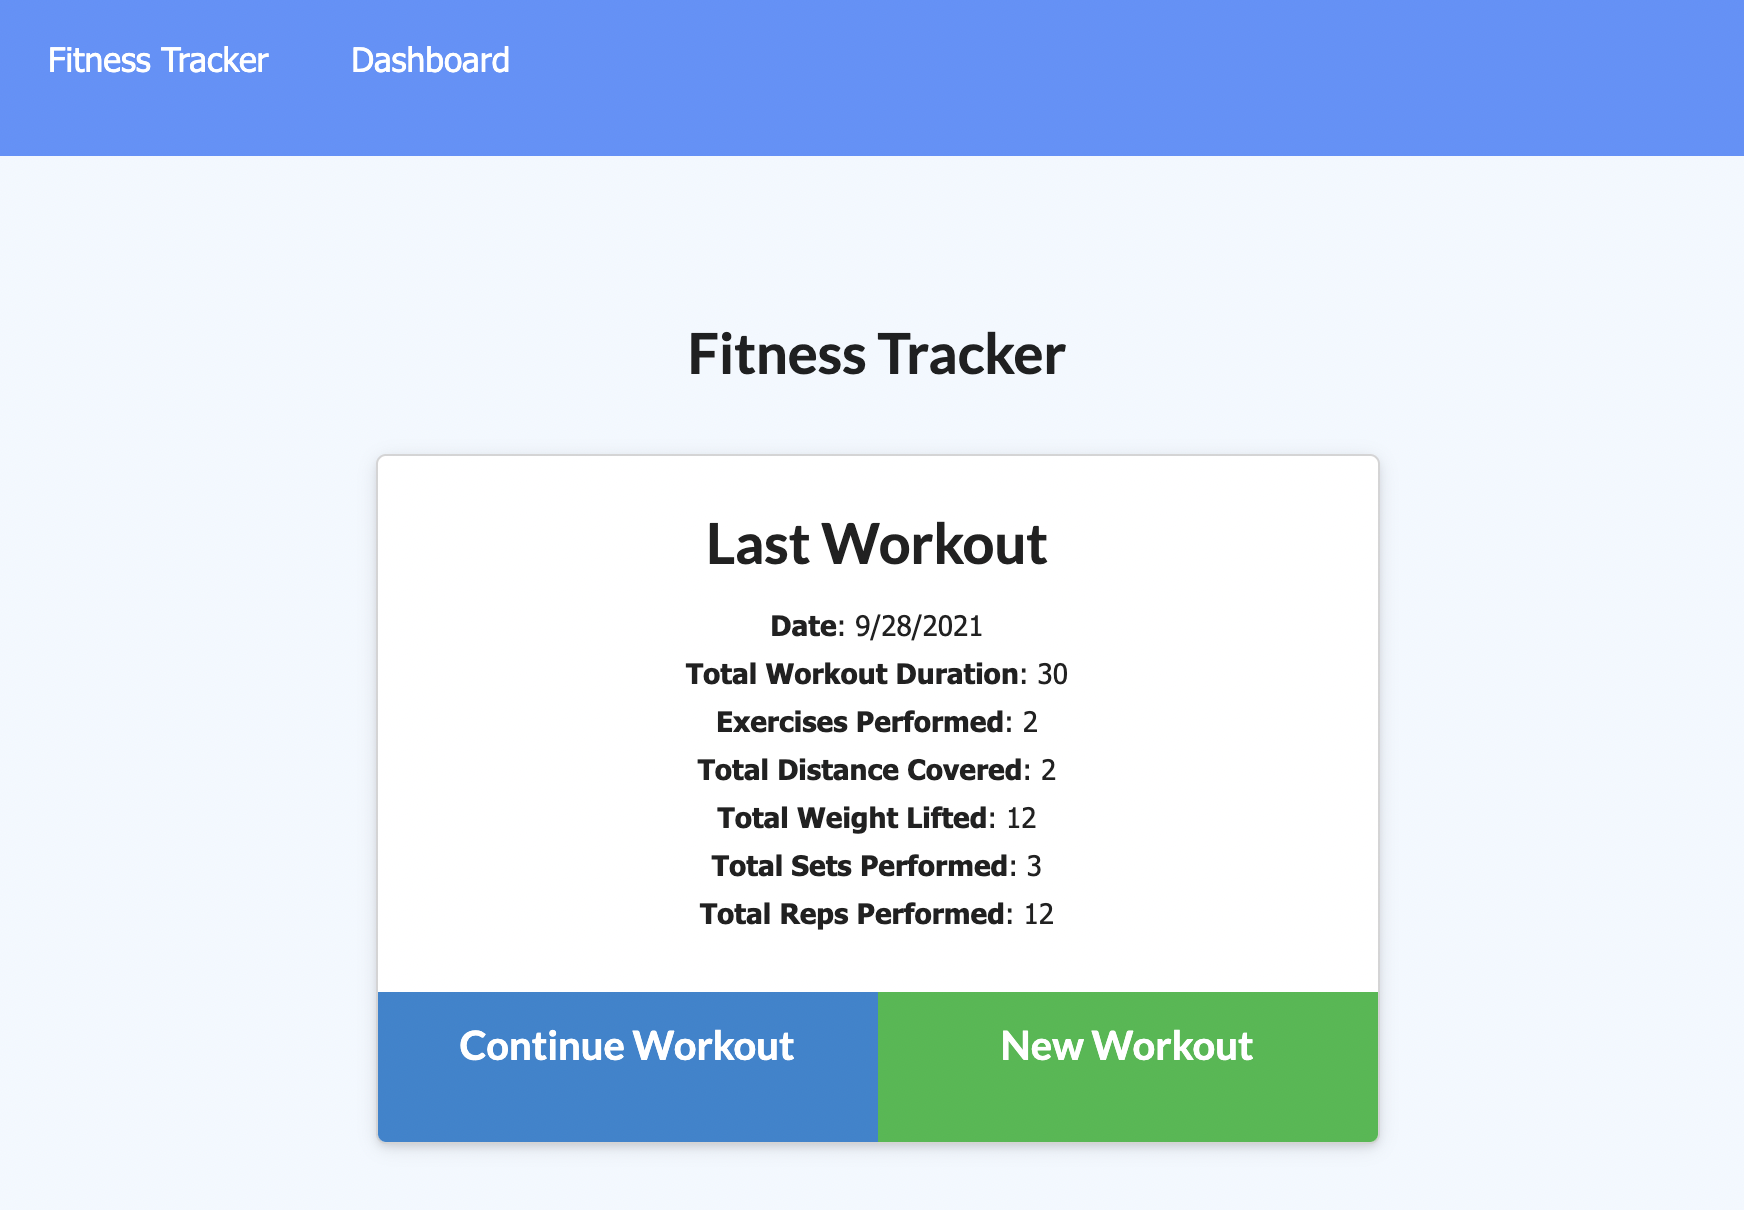 Fitness Tracker Dashboard
Fitness Tracker
Last Workout
Date: 9/28/2021
Total Workout Duration: 30
Exercises Performed: 2
Total Distance Covered: 2
Total Weight Lifted: 12
Total Sets Performed: 3
Total Reps Performed: 12
Continue Workout New Workout